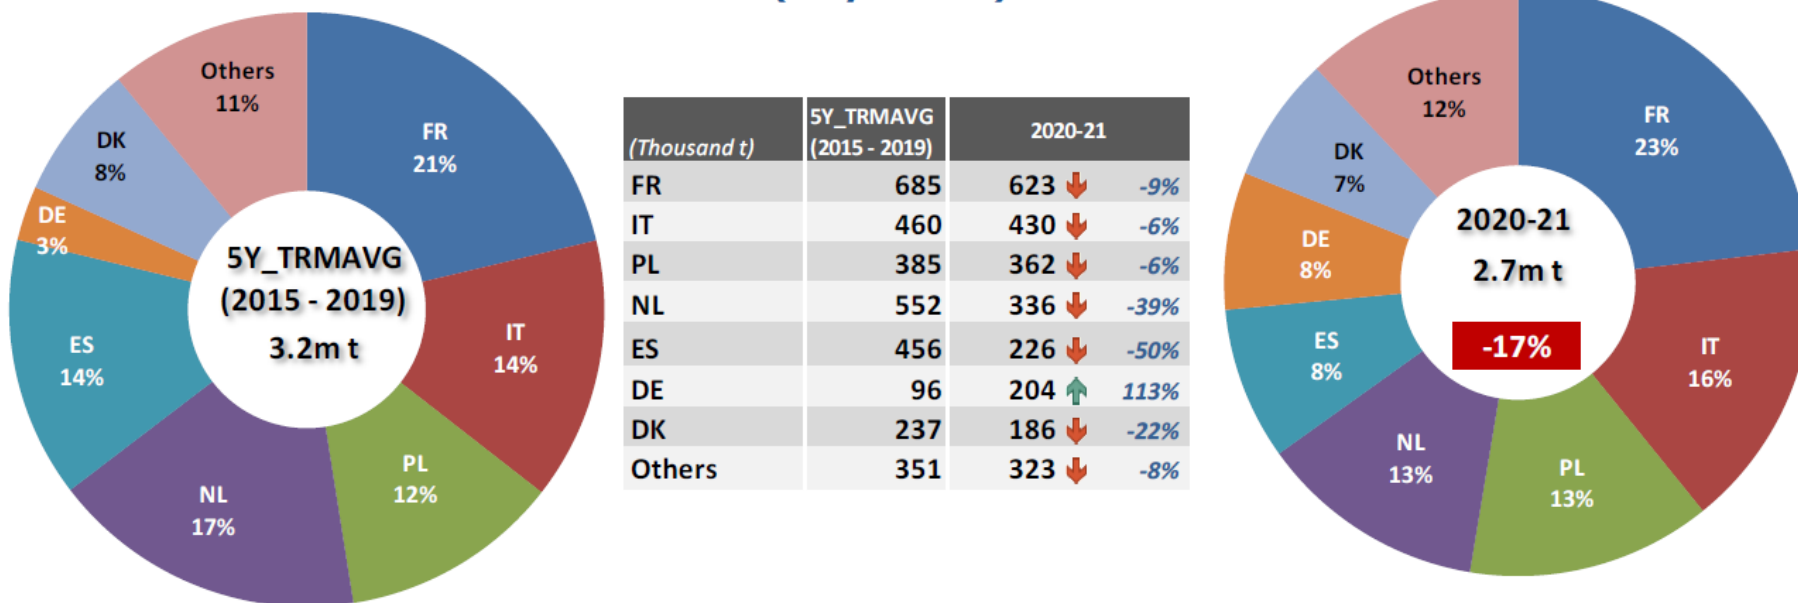 Others
11%
FR
21%
DK
8%
DE
3%
5Y_TRMAVG
(2015 - 2019)
3.2m t
ES
14%
IT
14%
NL
17%
PL
12%
(Thousand t) 5Y_TRMAVG (2015 - 2019) 2020-21
FR 685 623 -9%
IT 460 430 -6%
PL 385 362 -6%
NL 552 336 -39%
ES 456 226 -50%
DE 96 204 113%
DK 237 186 -22%
Others 351 323 -8%
Others
12%
FR
23%
DK
7%
DE
8%
2020-21
2.7m t
-17%
ES
8%
IT
16%
NL
13%
PL
13%